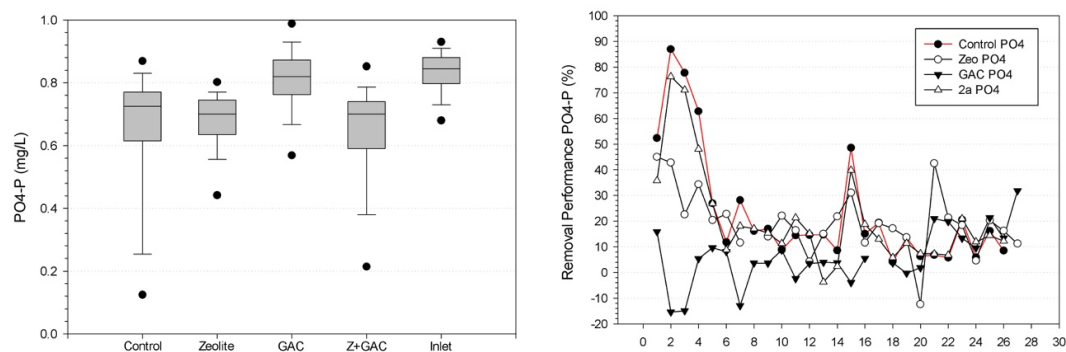 PO4-P (mg/L)
1.0
0.8
0.6
0.4
0.2
0.0
Control Zeolite GAC Z+GAC Inlet
Removal Performance PO4-P (%)
100
90
80
70
60
50
40
30
20
10
0
-10
-20
0 2 4 6 8 10 12 14 16 18 20 22 24 26 28 30
Control PO4
Zeo PO4
GAC PO4
2a PO4